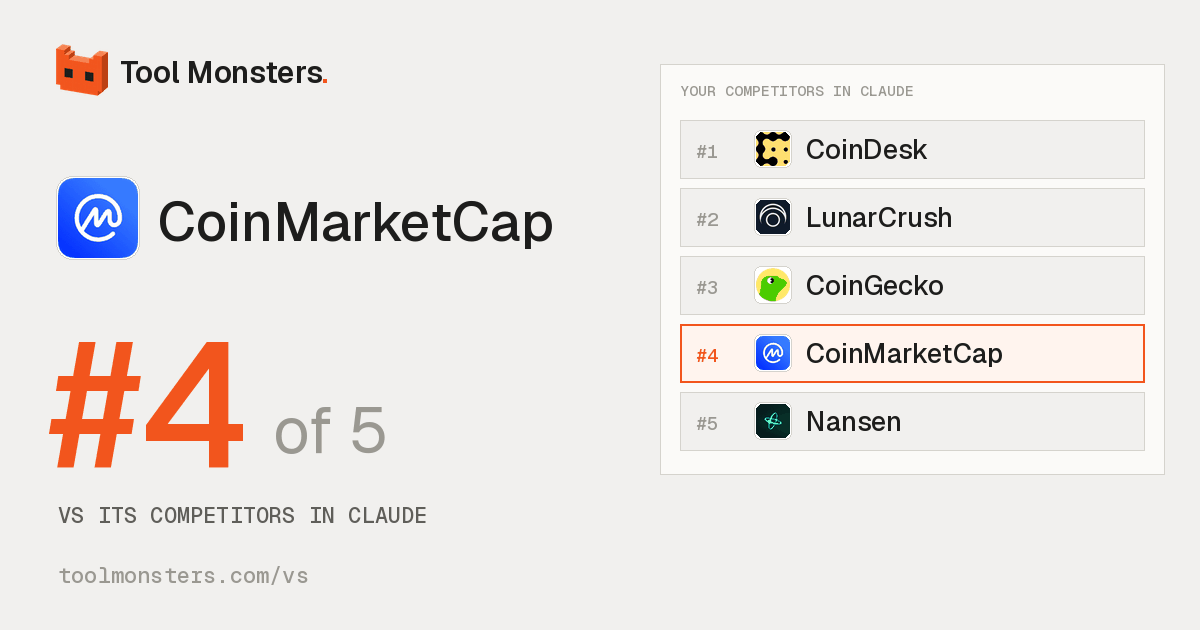 Tool Monsters.
CoinMarketCap
#4 of 5
VS ITS COMPETITORS IN CLAUDE
toolmonsters.com/vs
YOUR COMPETITORS IN CLAUDE
#1 CoinDesk
#2 LunarCrush
#3 CoinGecko
#4 CoinMarketCap
#5 Nansen